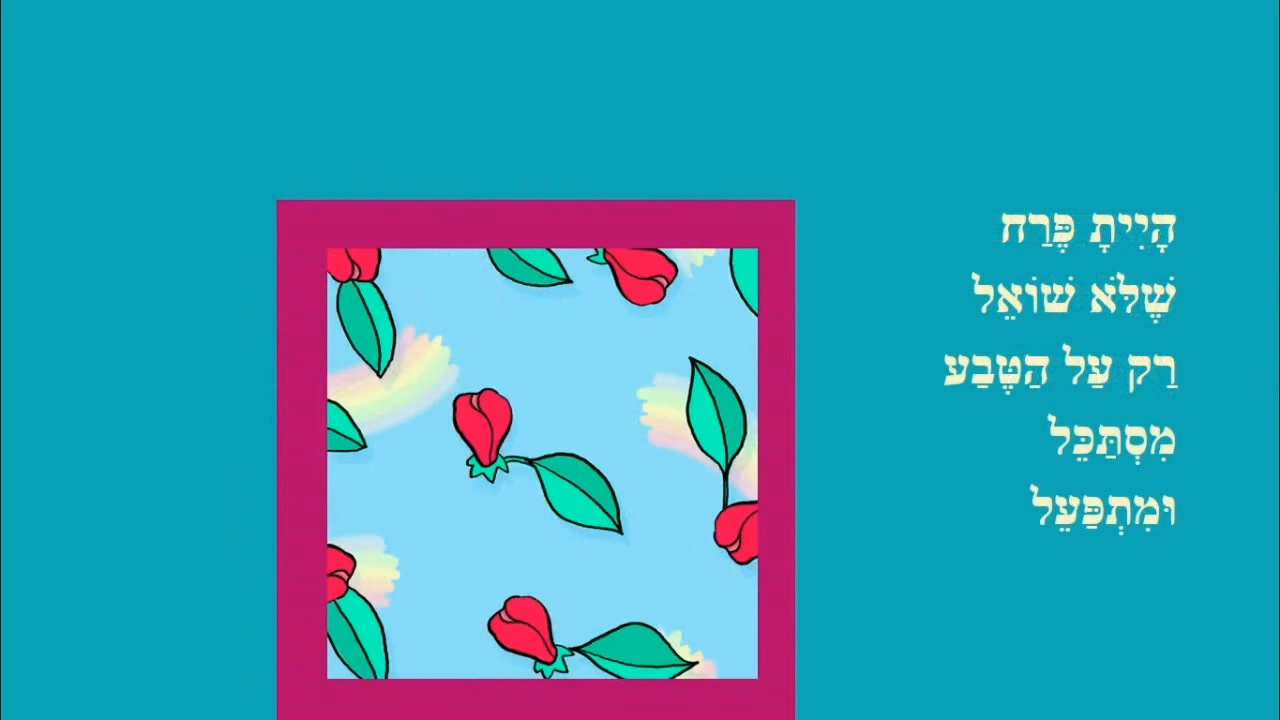 הָיִיתָ פֶּרַח
שֶׁלֹּא שׁוֹאֵל
רַק עַל הַטֶּבַע
מִסְתַּכֵּל
וּמִתְפַּעֵל